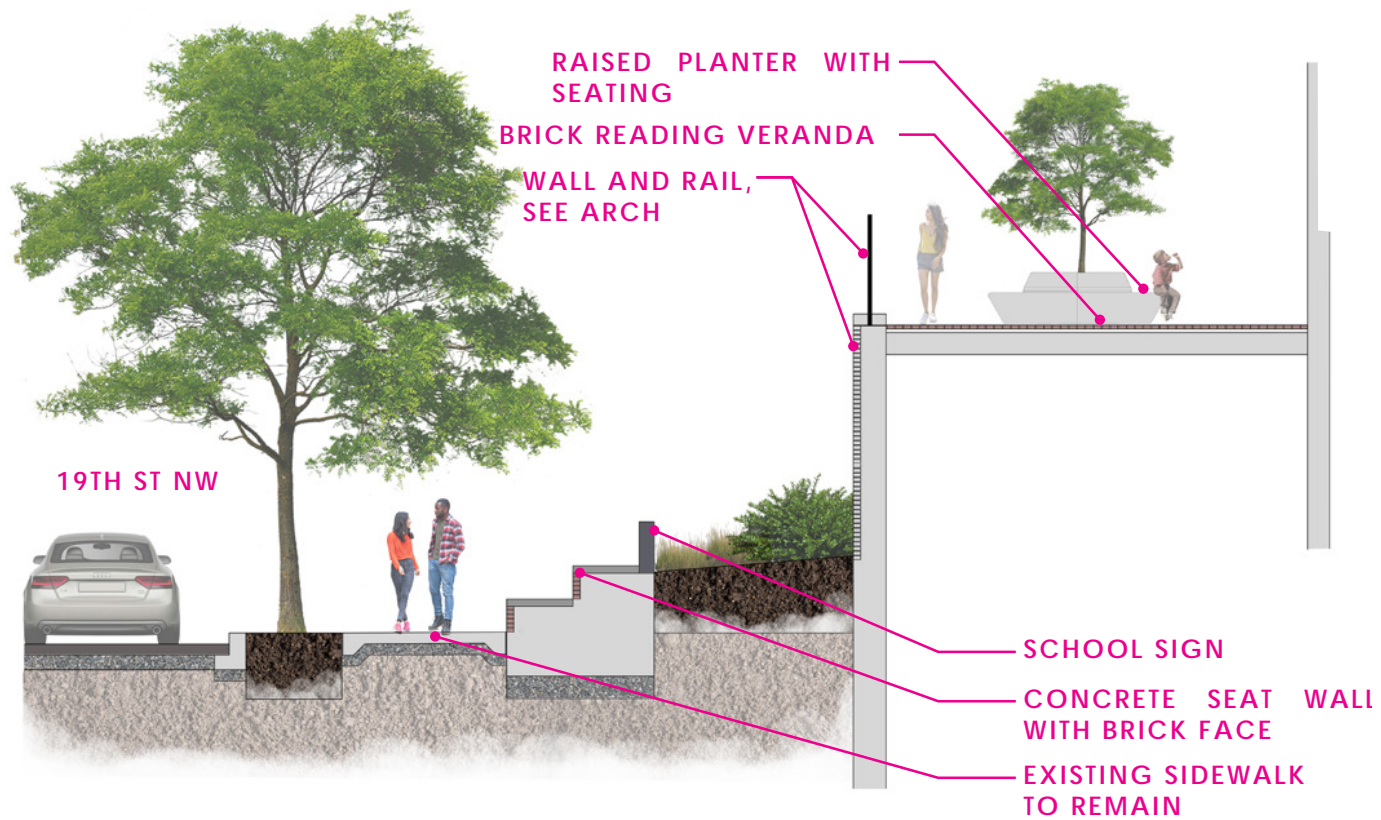 RAISED PLANTER WITH
SEATING
BRICK READING VERANDA
WALL AND RAIL,
SEE ARCH
19TH ST NW
SCHOOL SIGN
CONCRETE SEAT WALL
WITH BRICK FACE
EXISTING SIDEWALK
TO REMAIN